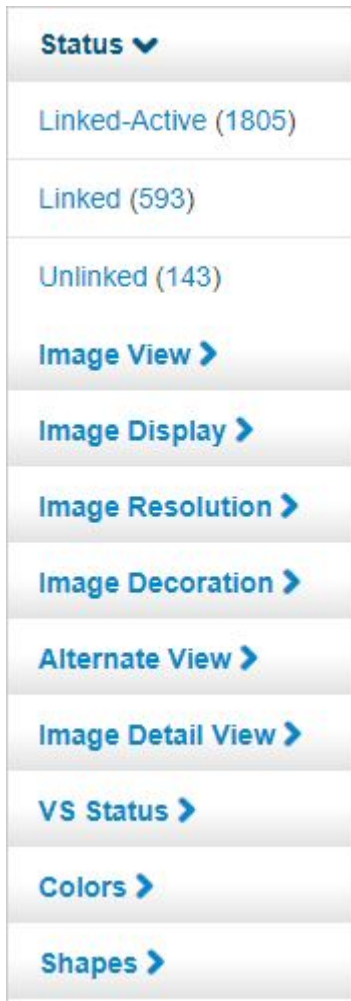 Status
Linked-Active (1805)
Linked (593)
Unlinked (143)
Image View
Image Display
Image Resolution
Image Decoration
Alternate View
Image Detail View
VS Status
Colors
Shapes